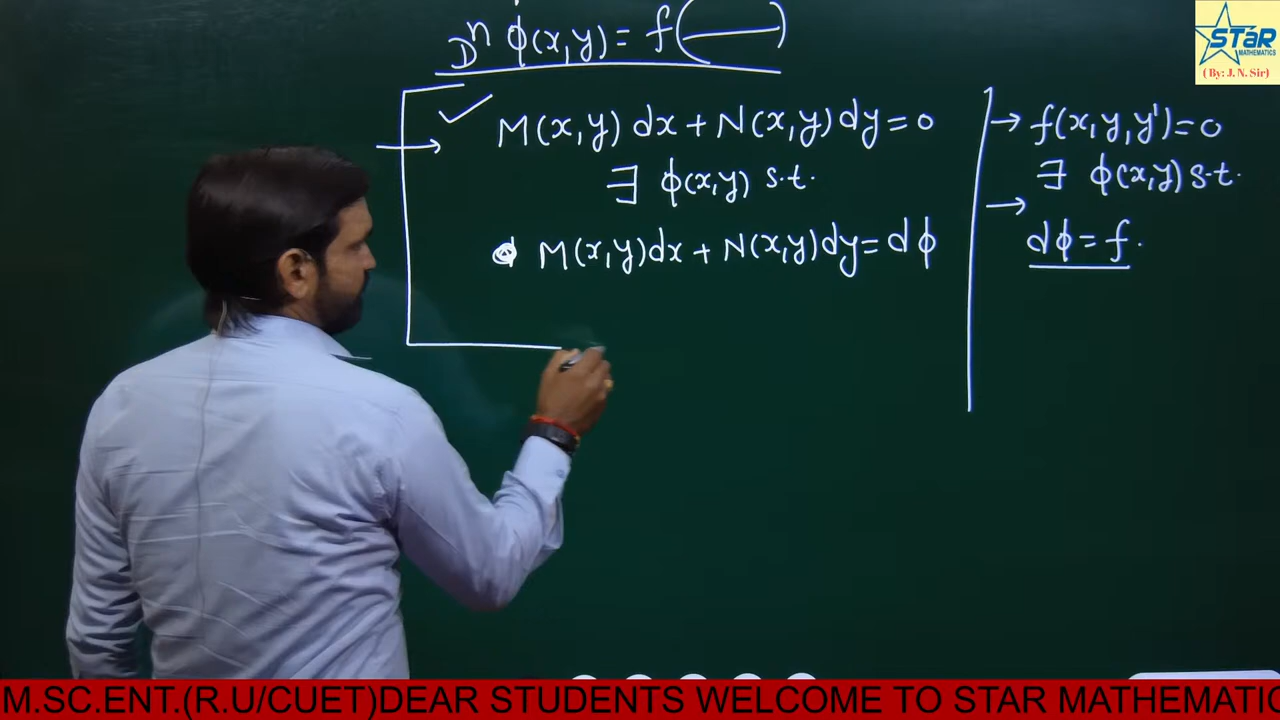 Dⁿ ϕ(x,y) = f( — )
M(x,y) dx + N(x,y) dy = 0
∃ ϕ(x,y) s.t.
M(x,y)dx + N(x,y)dy = dϕ
→ f(x,y,y') = 0
∃ ϕ(x,y) s.t.
→
dϕ = f.
STaR
MATHEMATICS
( By: J. N. Sir)
M.SC.ENT.(R.U/CUET)DEAR STUDENTS WELCOME TO STAR MATHEMATIC